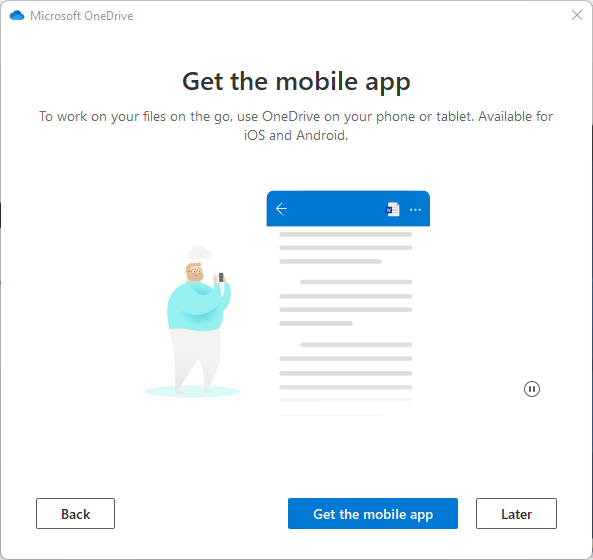 Microsoft OneDrive
Get the mobile app
To work on your files on the go, use OneDrive on your phone or tablet. Available for
iOS and Android.
Back
Get the mobile app
Later